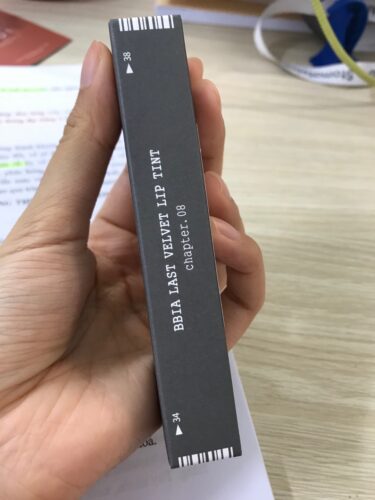 ▲ 38
BBIA LAST VELVET LIP TINT
chapter.08
▲ 34